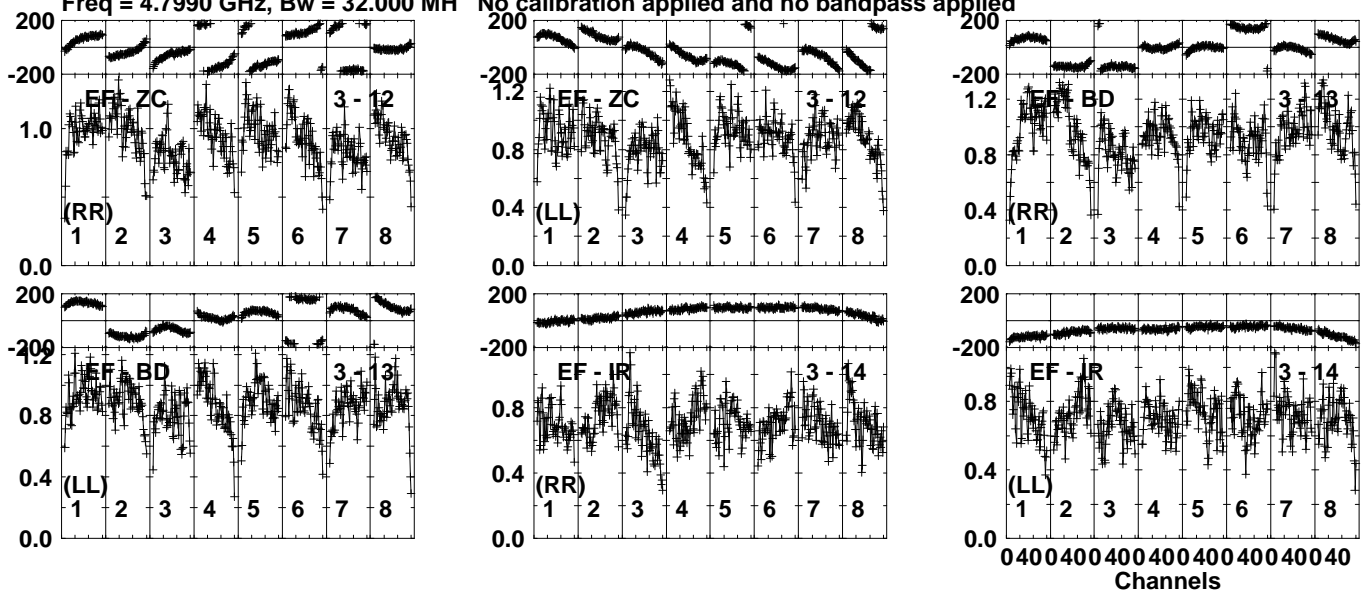 Freq = 4.7990 GHz, Bw = 32.000 MH No calibration applied and no bandpass applied
200
-200
EF - ZC 3 - 12
1.0
(RR)
1 2 3 4 5 6 7 8
0.0
200
-200
1.2
EF - ZC 3 - 12
0.8
0.4
(LL)
1 2 3 4 5 6 7 8
0.0
200
-200
1.2
EF - BD 3 - 13
0.8
0.4
(RR)
1 2 3 4 5 6 7 8
0.0
200
-200
1.2
EF - BD 3 - 13
0.8
0.4
(LL)
1 2 3 4 5 6 7 8
0.0
200
-200
EF - IR 3 - 14
0.8
0.4
(RR)
1 2 3 4 5 6 7 8
0.0
200
-200
EF - IR 3 - 14
0.8
0.4
(LL)
1 2 3 4 5 6 7 8
0.0
0 40 0 40 0 40 0 40 0 40 0 40 0 40 0 40
Channels